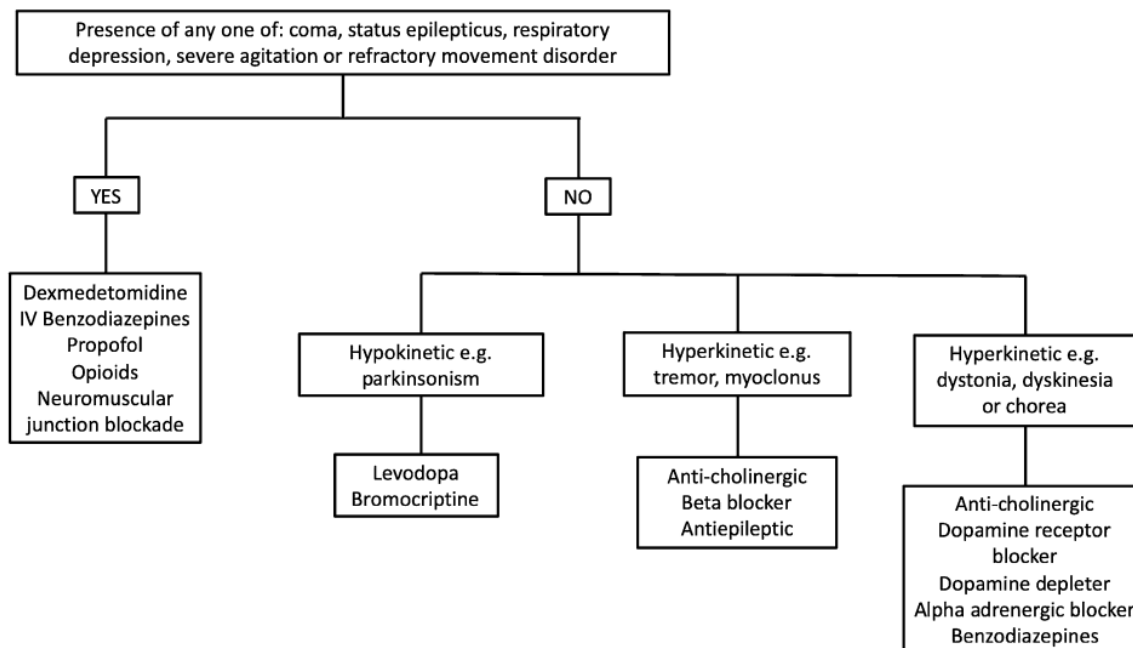 Presence of any one of: coma, status epilepticus, respiratory
depression, severe agitation or refractory movement disorder
YES
NO
Dexmedetomidine
IV Benzodiazepines
Propofol
Opioids
Neuromuscular
junction blockade
Hypokinetic e.g.
parkinsonism
Hyperkinetic e.g.
tremor, myoclonus
Hyperkinetic e.g.
dystonia, dyskinesia
or chorea
Levodopa
Bromocriptine
Anti-cholinergic
Beta blocker
Antiepileptic
Anti-cholinergic
Dopamine receptor
blocker
Dopamine depleter
Alpha adrenergic blocker
Benzodiazepines